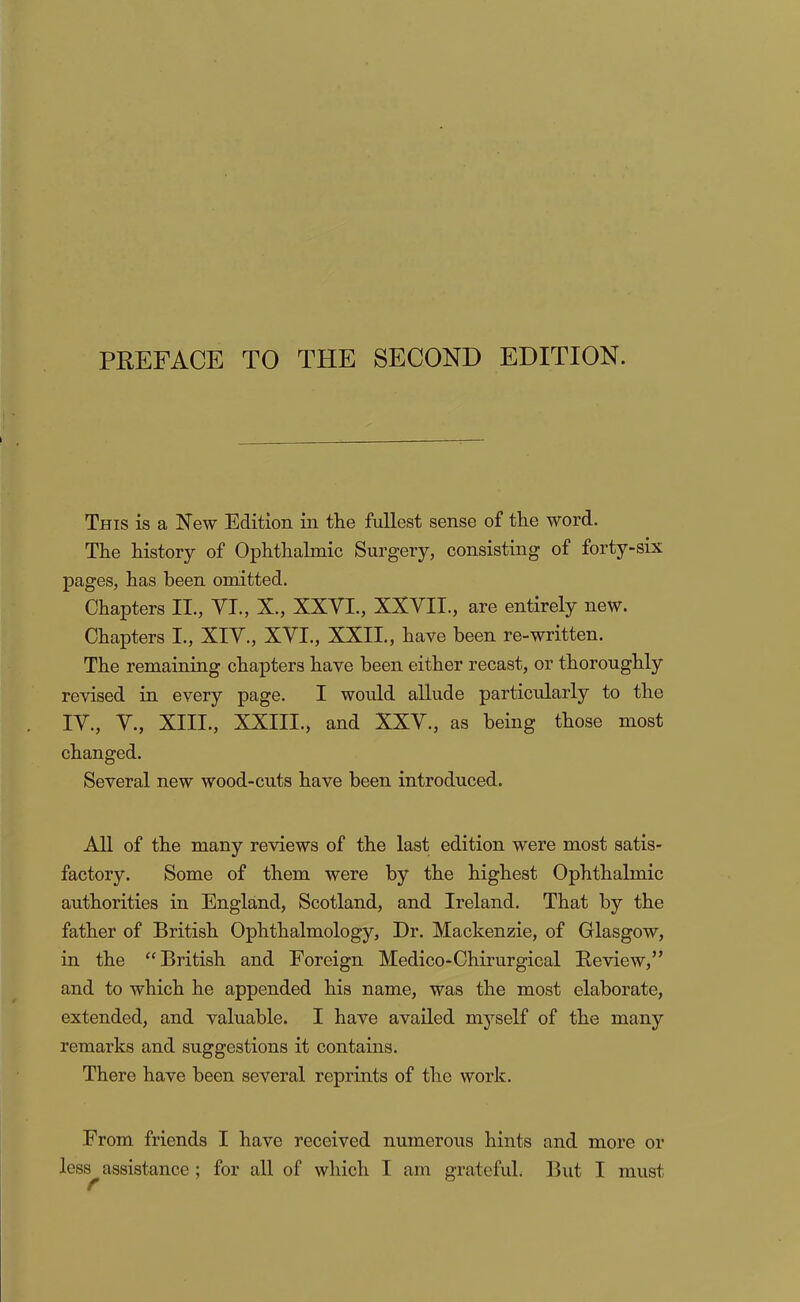 PREFACE TO THE SECOND EDITION.
This is a New Edition in the fullest sense of the word.
The history of Ophthalmic Surgery, consisting of forty-six
pages, has been omitted.
Chapters II., VI., X., XXVI., XXVII., are entirely new.
Chapters I., XIV., XVI., XXII., have been re-written.
The remaining chapters have been either recast, or thoroughly
revised in every page. I would allude particularly to the
IV., V., XIII., XXIII., and XXV., as being those most
changed.
Several new wood-cuts have been introduced.
All of the many reviews of the last edition were most satis-
factory. Some of them were by the highest Ophthalmic
authorities in England, Scotland, and Ireland. That by the
father of British Ophthalmology, Dr. Mackenzie, of Glasgow,
in the “British and Foreign Medico-Chirurgical Review,”
and to which he appended his name, was the most elaborate,
extended, and valuable. I have availed myself of the many
remarks and suggestions it contains.
There have been several reprints of the work.
From friends I have received numerous hints and more or
less assistance ; for all of which I am grateful. But I must